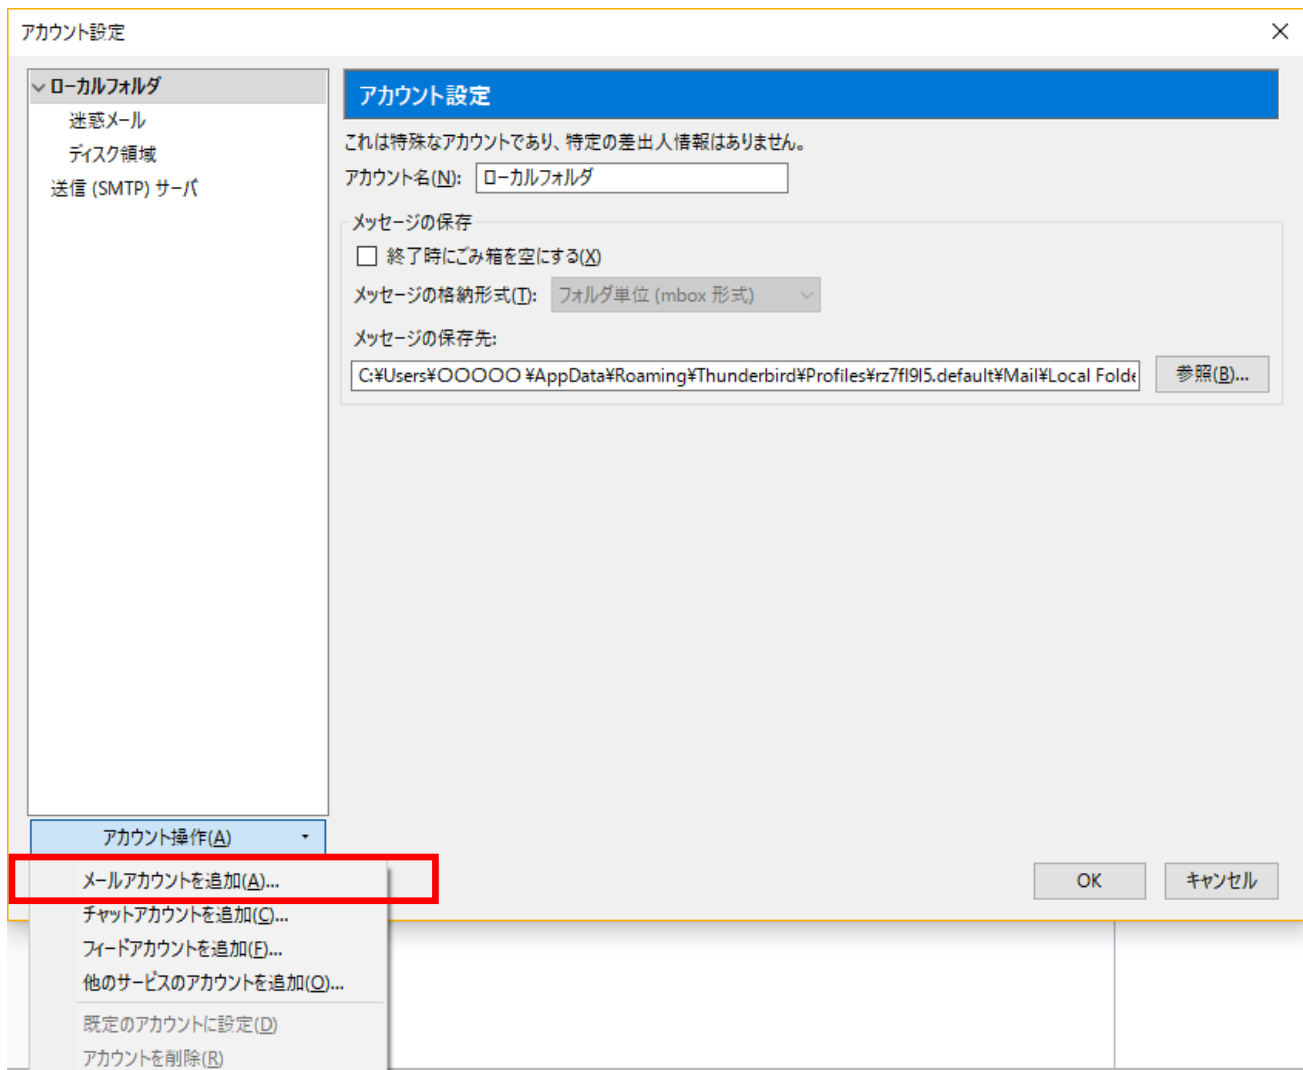 アカウント設定
ローカルフォルダ
迷惑メール
ディスク領域
送信 (SMTP) サーバ
アカウント設定
これは特殊なアカウントであり、特定の差出人情報はありません。
アカウント名(N): ローカルフォルダ
メッセージの保存
終了時にごみ箱を空にする(X)
メッセージの格納形式(T): フォルダ単位 (mbox 形式)
メッセージの保存先:
C:¥Users¥〇〇〇〇〇 ¥AppData¥Roaming¥Thunderbird¥Profiles¥rz7fl9l5.default¥Mail¥Local Folde 参照(B)...
アカウント操作(A)
メールアカウントを追加(A)...
チャットアカウントを追加(C)...
フィードアカウントを追加(F)...
他のサービスのアカウントを追加(O)...
既定のアカウントに設定(D)
アカウントを削除(R)
OK キャンセル